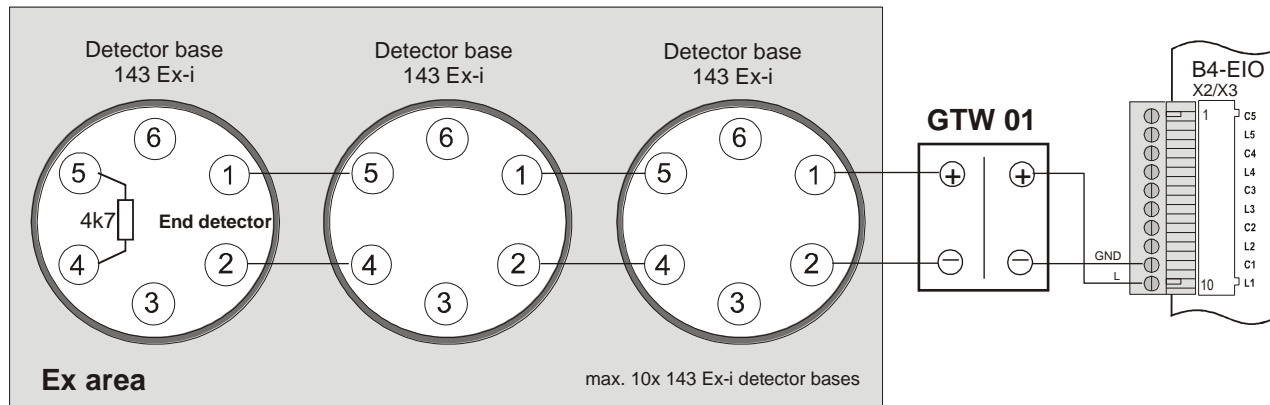 Detector base
143 Ex-i
Detector base
143 Ex-i
Detector base
143 Ex-i
B4-EIO
X2/X3
GTW 01
6
5
1
4k7
End detector
4
2
3
6
5
1
4
2
3
6
5
1
4
2
3
+
+
−
−
GND
L
1
10
C5
L5
C4
L4
C3
L3
C2
L2
C1
L1
Ex area
max. 10x 143 Ex-i detector bases